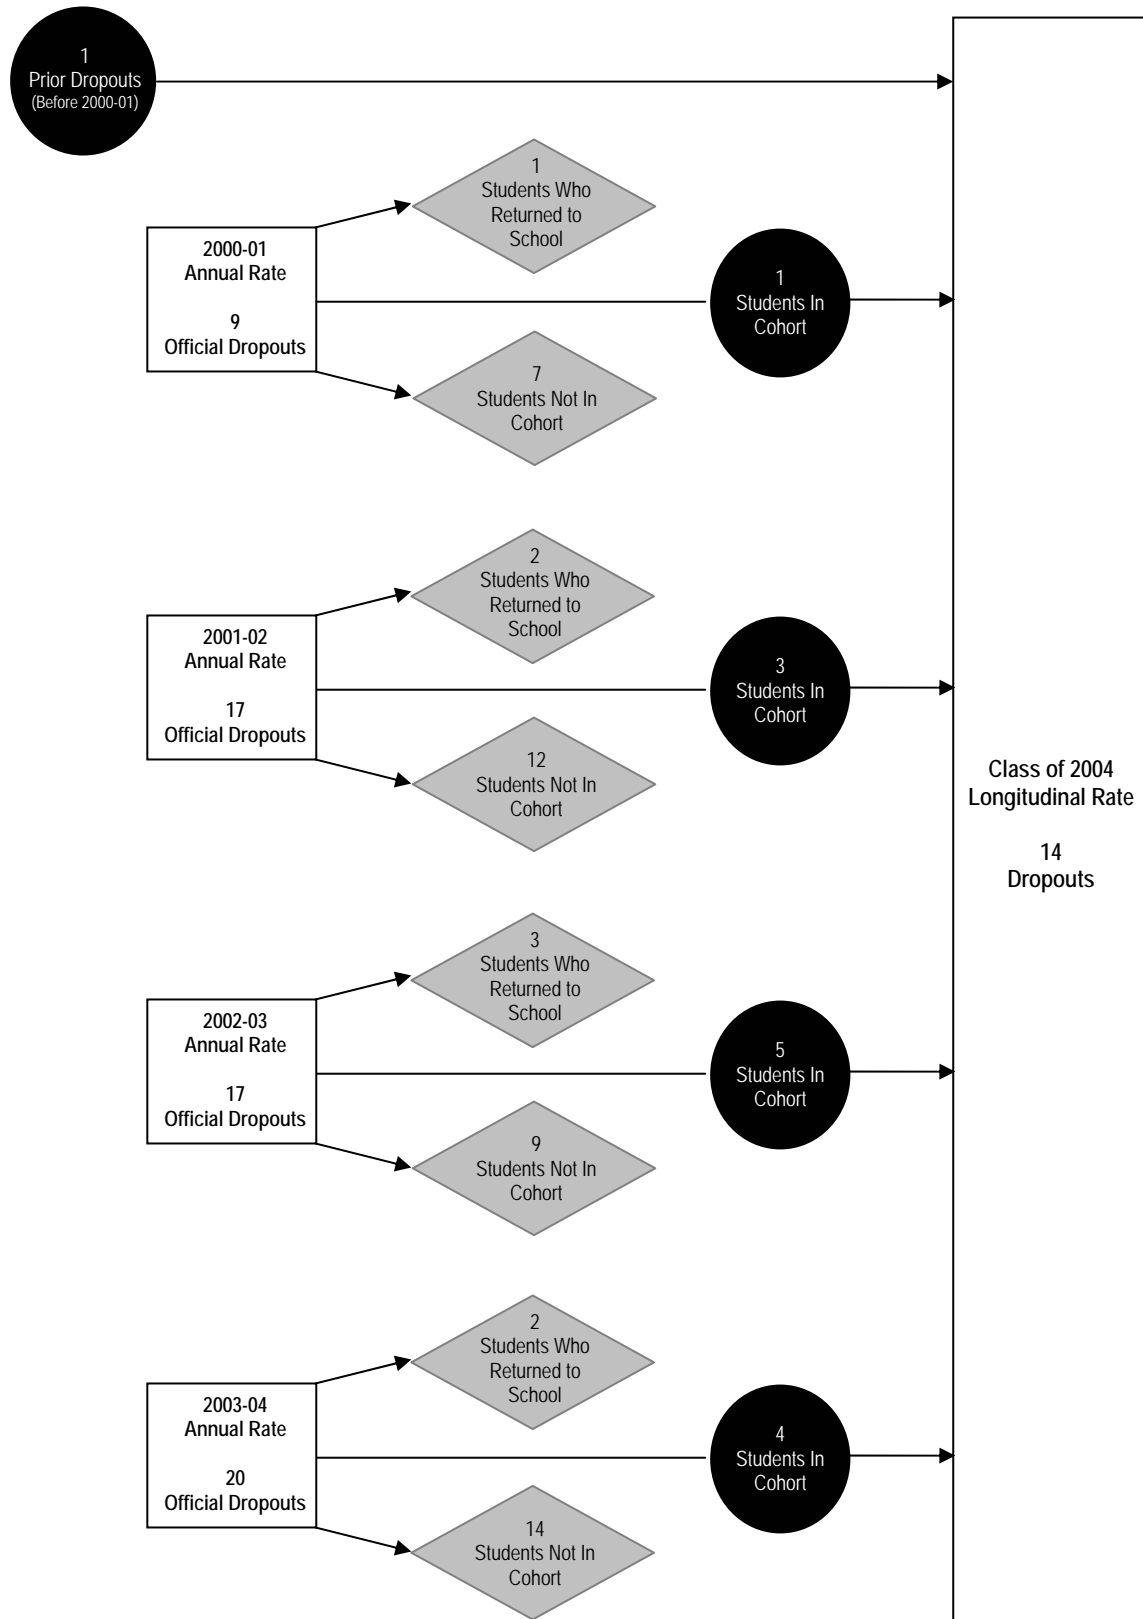 1
Prior Dropouts
(Before 2000-01)
1
Students Who
Returned to
School
2000-01
Annual Rate
9
Official Dropouts
1
Students In
Cohort
7
Students Not In
Cohort
2
Students Who
Returned to
School
2001-02
Annual Rate
17
Official Dropouts
3
Students In
Cohort
12
Students Not In
Cohort
Class of 2004
Longitudinal Rate
14
Dropouts
3
Students Who
Returned to
School
2002-03
Annual Rate
17
Official Dropouts
5
Students In
Cohort
9
Students Not In
Cohort
2
Students Who
Returned to
School
2003-04
Annual Rate
20
Official Dropouts
4
Students In
Cohort
14
Students Not In
Cohort